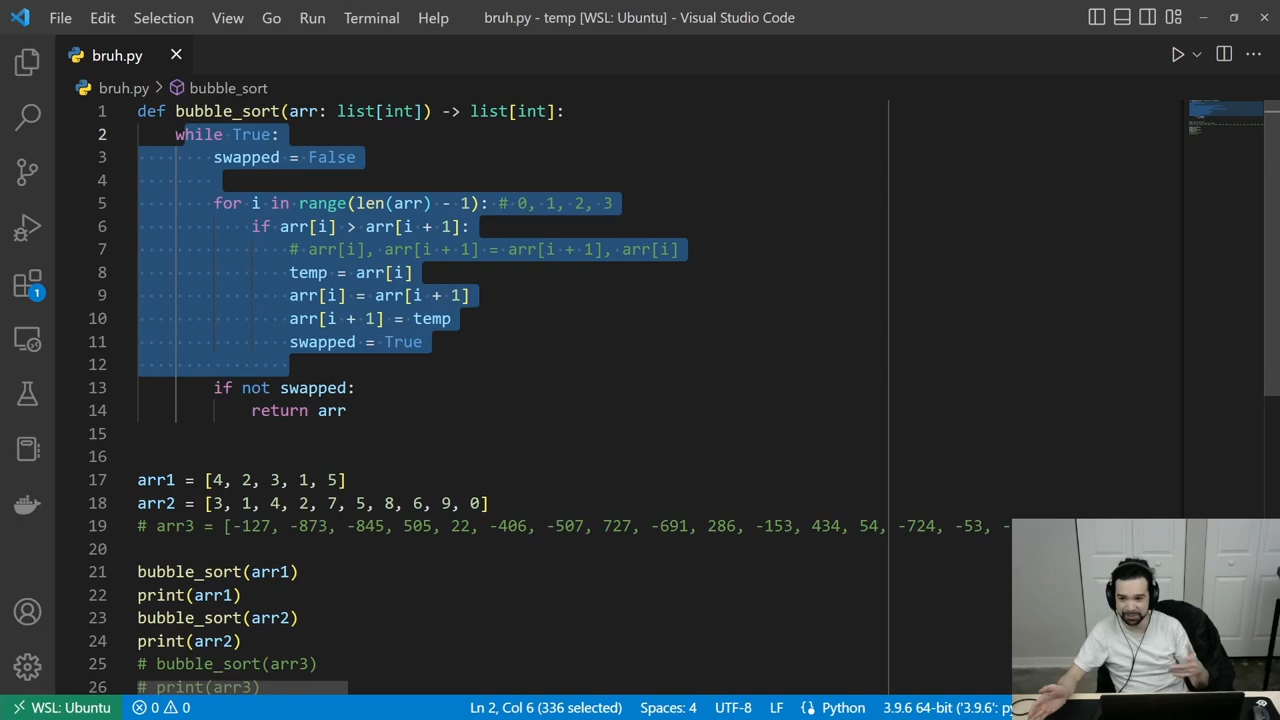 File Edit Selection View Go Run Terminal Help bruh.py - temp [WSL: Ubuntu] - Visual Studio Code
bruh.py
bruh.py > bubble_sort
1 def bubble_sort(arr: list[int]) -> list[int]:
2 while True:
3 swapped = False
4
5 for i in range(len(arr) - 1): # 0, 1, 2, 3
6 if arr[i] > arr[i + 1]:
7 # arr[i], arr[i + 1] = arr[i + 1], arr[i]
8 temp = arr[i]
9 arr[i] = arr[i + 1]
10 arr[i + 1] = temp
11 swapped = True
12
13 if not swapped:
14 return arr
15
16
17 arr1 = [4, 2, 3, 1, 5]
18 arr2 = [3, 1, 4, 2, 7, 5, 8, 6, 9, 0]
19 # arr3 = [-127, -873, -845, 505, 22, -406, -507, 727, -691, 286, -153, 434, 54, -724, -53, -
20
21 bubble_sort(arr1)
22 print(arr1)
23 bubble_sort(arr2)
24 print(arr2)
25 # bubble_sort(arr3)
26 # print(arr3)
1
WSL: Ubuntu 0 0 Ln 2, Col 6 (336 selected) Spaces: 4 UTF-8 LF Python 3.9.6 64-bit ('3.9.6': py